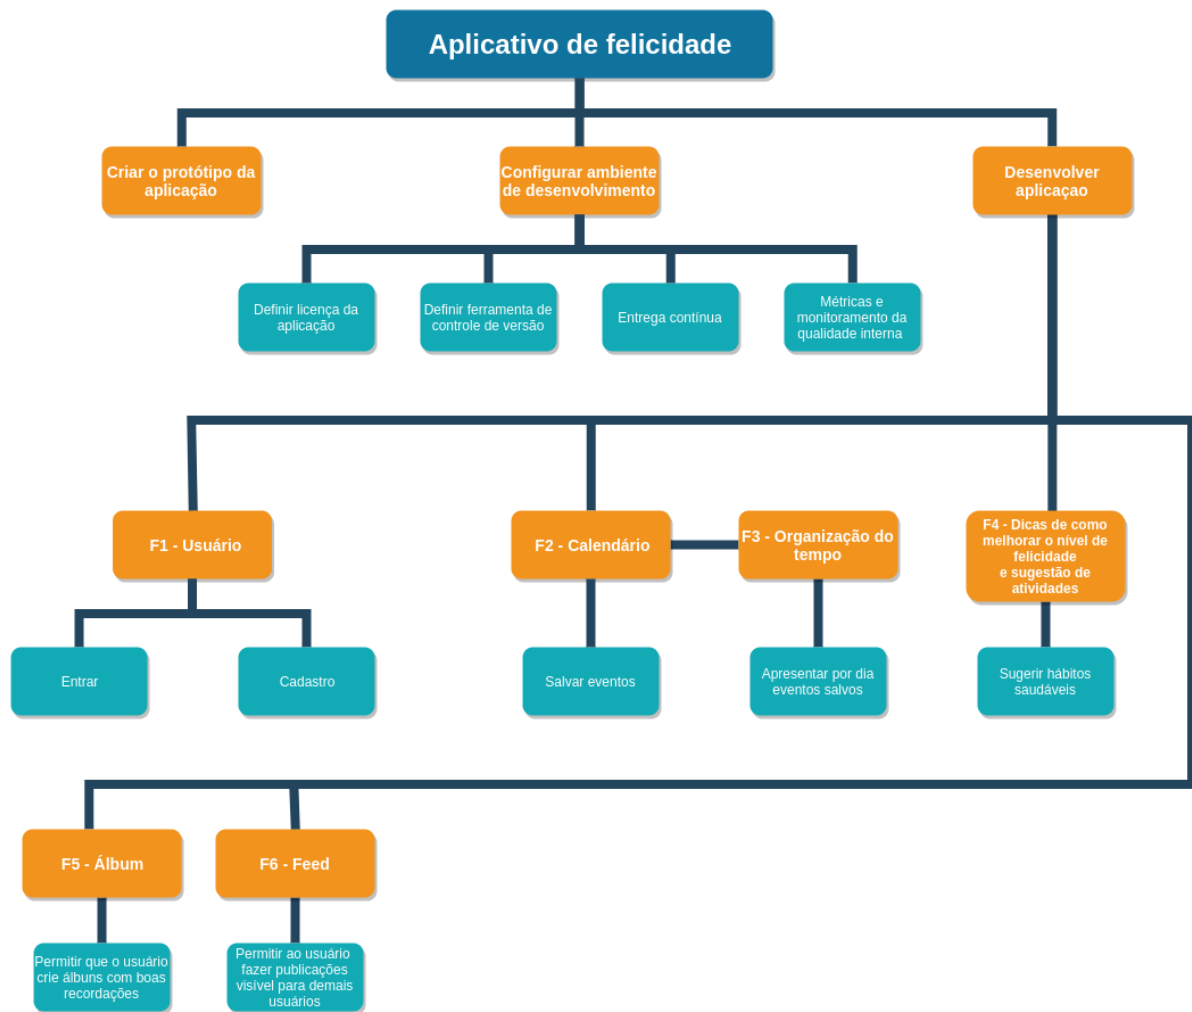 Aplicativo de felicidade
Criar o protótipo da
aplicação
Configurar ambiente
de desenvolvimento
Desenvolver
aplicaçao
Definir licença da
aplicação
Definir ferramenta de
controle de versão
Entrega contínua
Métricas e
monitoramento da
qualidade interna
F1 - Usuário
F2 - Calendário
F3 - Organização do
tempo
F4 - Dicas de como
melhorar o nível de
felicidade
e sugestão de
atividades
Entrar
Cadastro
Salvar eventos
Apresentar por dia
eventos salvos
Sugerir hábitos
saudáveis
F5 - Álbum
F6 - Feed
Permitir que o usuário
crie álbuns com boas
recordações
Permitir ao usuário
fazer publicações
visível para demais
usuários